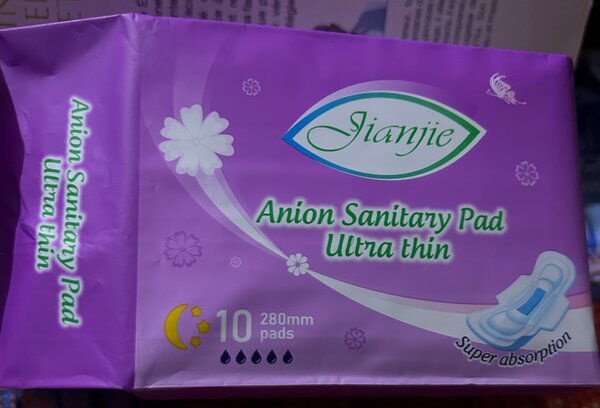 Jianjie
Anion Sanitary Pad
Ultra thin
10 280mm
pads
Super absorption
Anion Sanitary Pad
Ultra thin